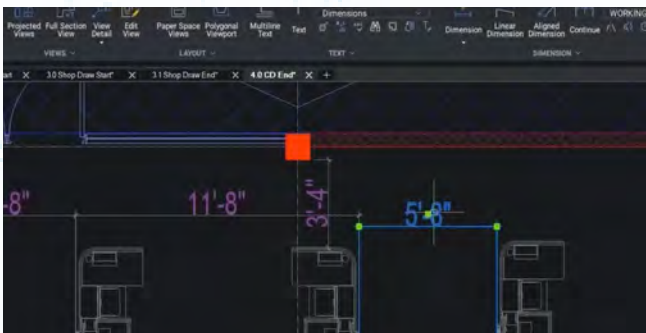 Dimensions
WORKING
Projected Views
Full Section View
View Detail
Edit View
Paper Space Views
Polygonal Viewport
Multiline Text
Text
Dimension
Linear Dimension
Aligned Dimension
Continue
VIEWS
LAYOUT
TEXT
DIMENSION
3.0 Shop Draw Start*
3.1 Shop Draw End*
4.0 CD End*
-8"
11'-8"
3'-4"
5'-8"